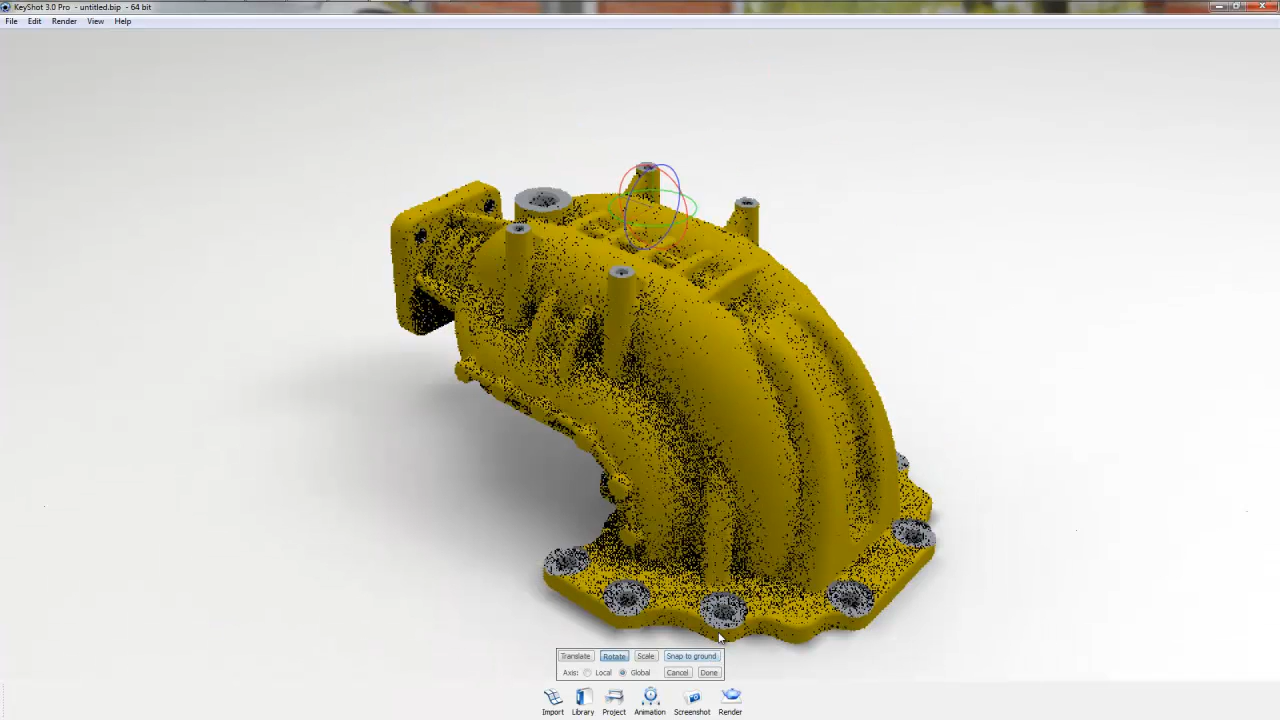 KeyShot 3.0 Pro - untitled.bip - 64 bit
File Edit Render View Help
Translate Rotate Scale Snap to ground
Axis: Local Global Cancel Done
Import Library Project Animation Screenshot Render